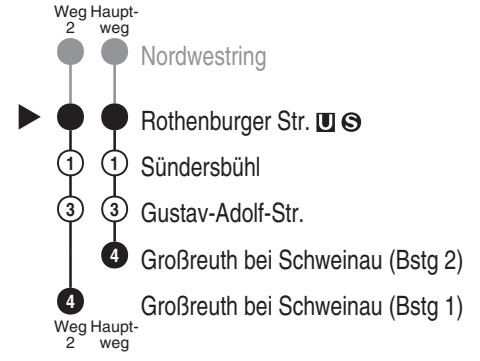 Weg Haupt-
2 weg
Nordwestring
Rothenburger Str. U S
1 1 Sündersbühl
3 3 Gustav-Adolf-Str.
4 Großreuth bei Schweinau (Bstg 2)
4 Großreuth bei Schweinau (Bstg 1)
Weg Haupt-
2 weg